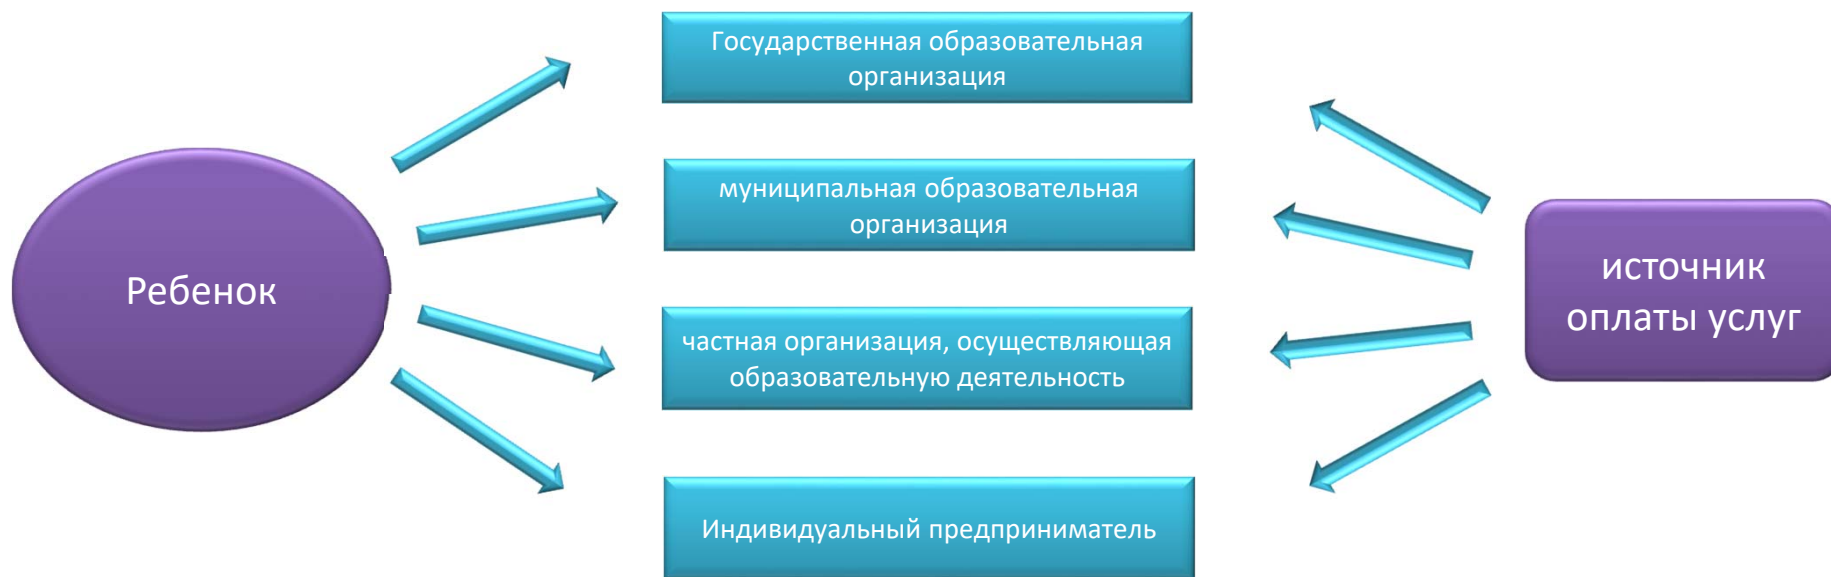 Государственная образовательная
организация
муниципальная образовательная
организация
Ребенок
источник
оплаты услуг
частная организация, осуществляющая
образовательную деятельность
Индивидуальный предприниматель